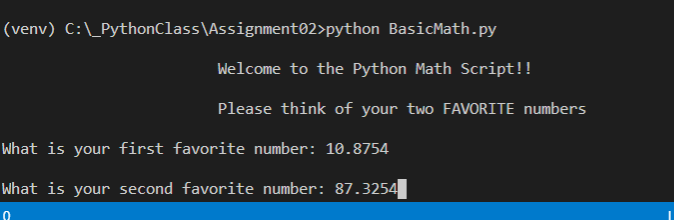 (venv) C:\_PythonClass\Assignment02>python BasicMath.py
Welcome to the Python Math Script!!
Please think of your two FAVORITE numbers
What is your first favorite number: 10.8754
What is your second favorite number: 87.3254
0